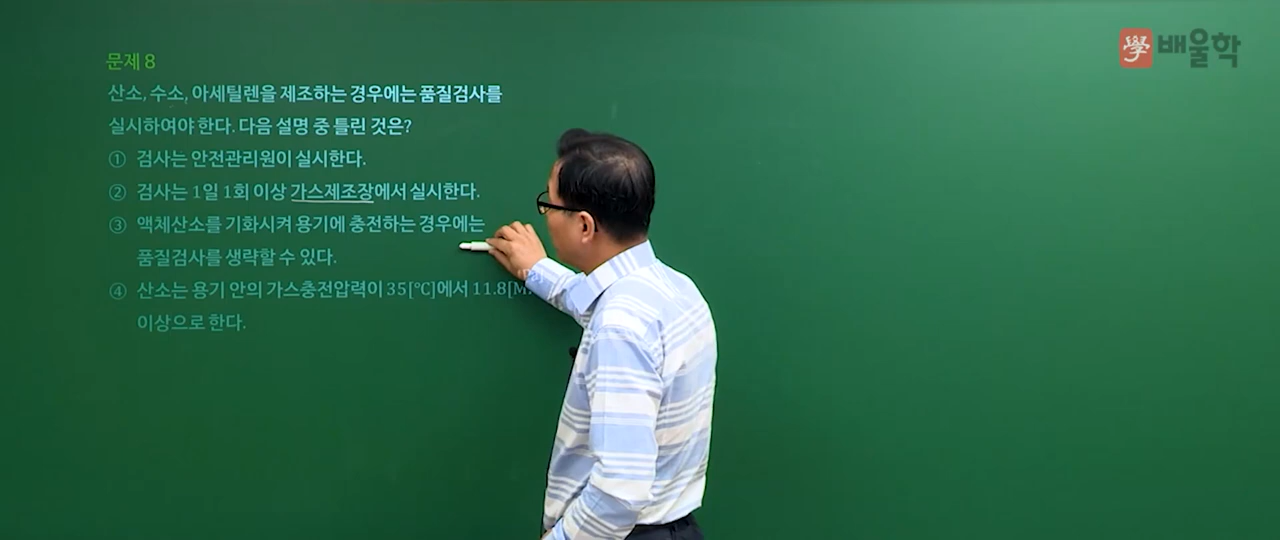 學 배울학
문제 8
산소, 수소, 아세틸렌을 제조하는 경우에는 품질검사를
실시하여야 한다. 다음 설명 중 틀린 것은?
① 검사는 안전관리원이 실시한다.
② 검사는 1일 1회 이상 가스제조장에서 실시한다.
③ 액체산소를 기화시켜 용기에 충전하는 경우에는
품질검사를 생략할 수 있다.
④ 산소는 용기 안의 가스충전압력이 35[℃]에서 11.8[M
이상으로 한다.